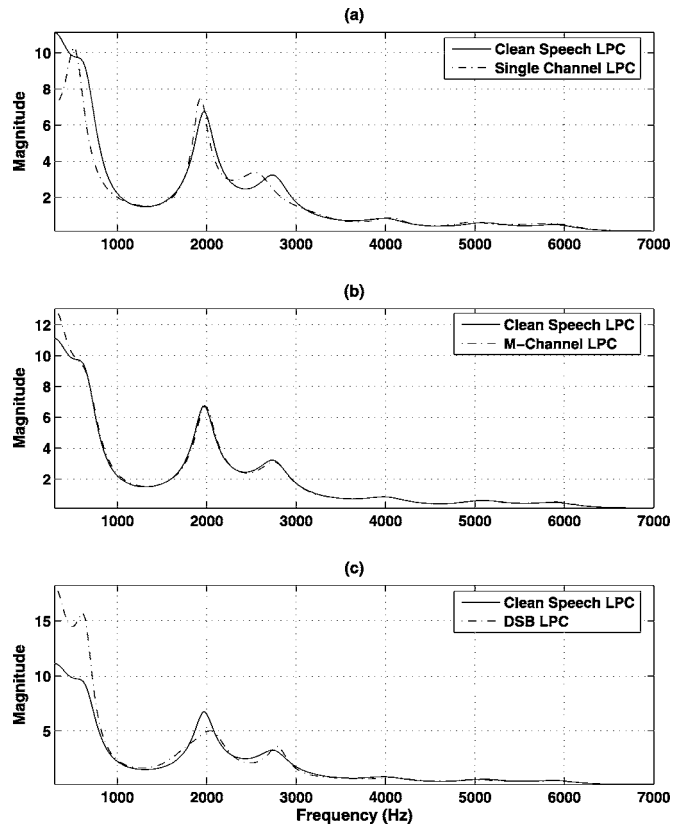 (a)
Magnitude
10
8
6
4
2
Clean Speech LPC
Single Channel LPC
1000 2000 3000 4000 5000 6000 7000
(b)
Magnitude
12
10
8
6
4
2
Clean Speech LPC
M-Channel LPC
1000 2000 3000 4000 5000 6000 7000
(c)
Magnitude
15
10
5
Clean Speech LPC
DSB LPC
1000 2000 3000 4000 5000 6000 7000
Frequency (Hz)